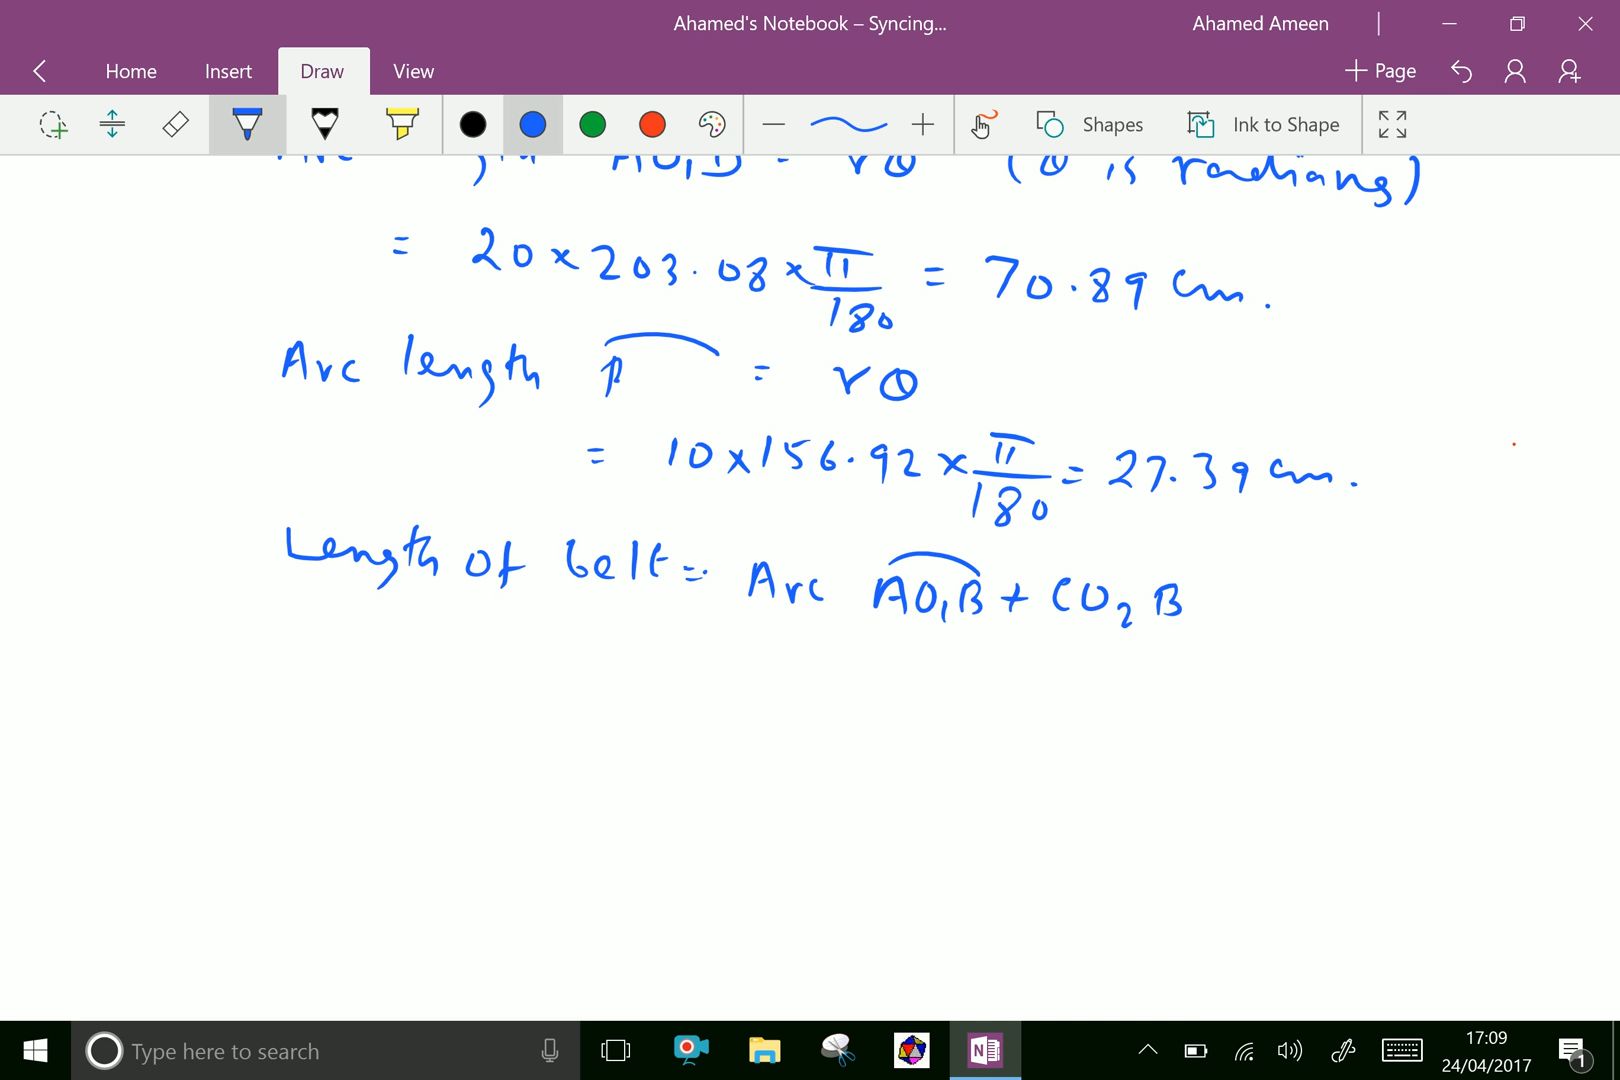 Ahamed's Notebook – Syncing...
Ahamed Ameen
Home Insert Draw View
Page
Shapes
Ink to Shape
AO₁B = rθ (θ is radians)
= 20 × 203.08 × π/180 = 70.89 cm.
Arc length = rθ
= 10 × 156.92 × π/180 = 27.39 cm.
Length of belt = Arc AO₁B + CO₂B
Type here to search
N
17:09
24/04/2017
1